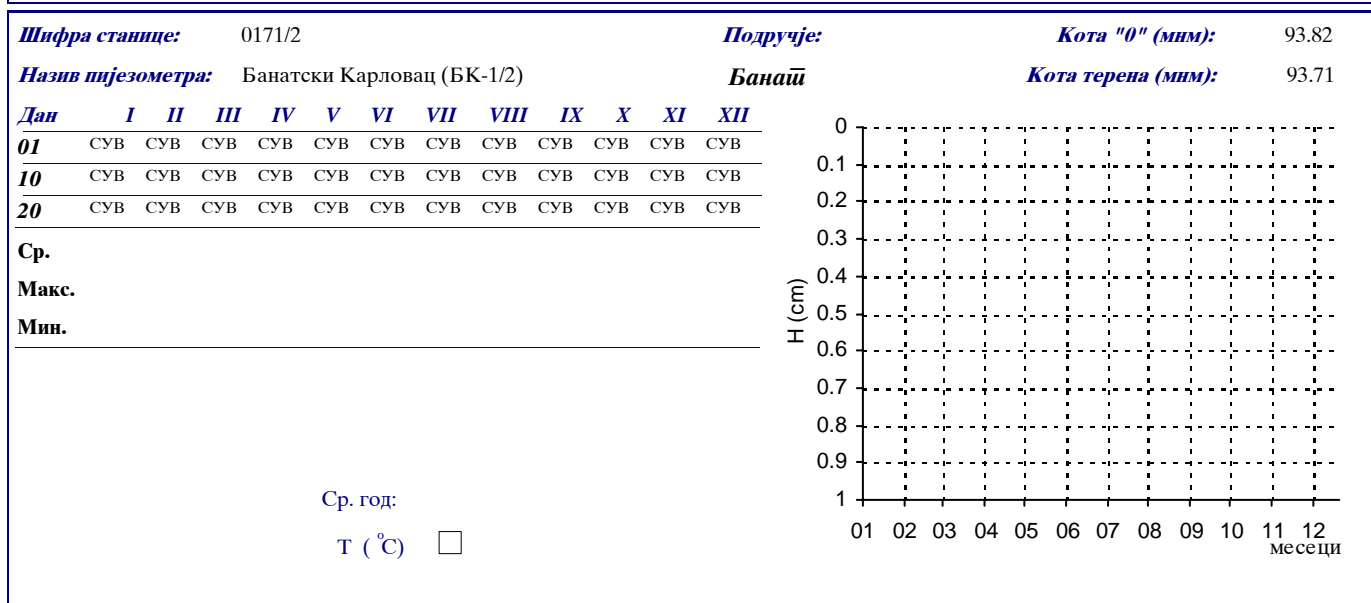 Шифра станице: 0171/2 Подручје: Кота "0" (мнм): 93.82
Назив пијезометра: Банатски Карловац (БК-1/2) Банат Кота терена (мнм): 93.71
Дан I II III IV V VI VII VIII IX X XI XII
01 СУВ СУВ СУВ СУВ СУВ СУВ СУВ СУВ СУВ СУВ СУВ СУВ
10 СУВ СУВ СУВ СУВ СУВ СУВ СУВ СУВ СУВ СУВ СУВ СУВ
20 СУВ СУВ СУВ СУВ СУВ СУВ СУВ СУВ СУВ СУВ СУВ СУВ
Ср.
Макс.
Мин.
Ср. год:
Т ( °C)
0
0.1
0.2
0.3
0.4
0.5
0.6
0.7
0.8
0.9
1
H (cm)
01 02 03 04 05 06 07 08 09 10 11 12
месеци